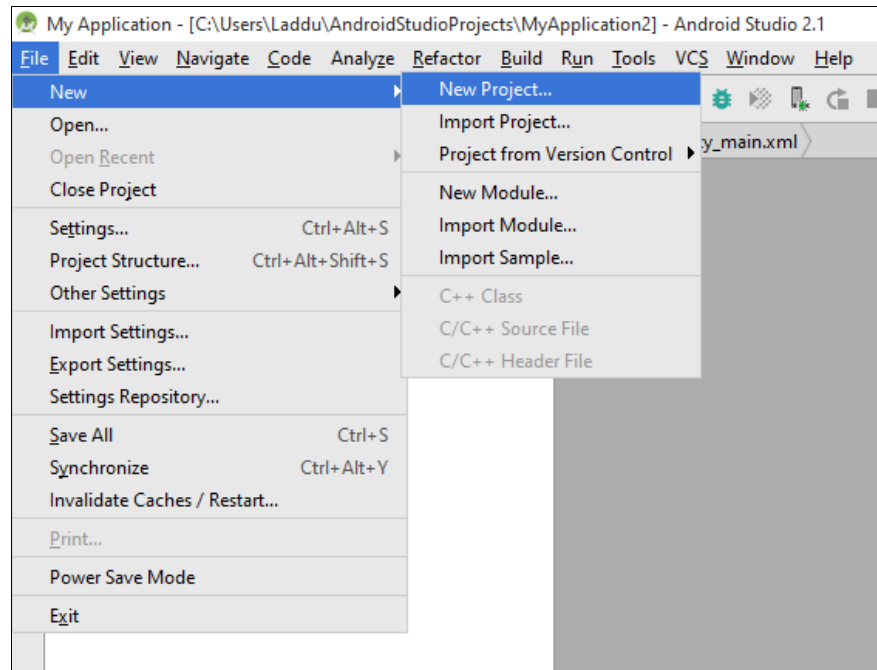 My Application - [C:\Users\Laddu\AndroidStudioProjects\MyApplication2] - Android Studio 2.1
File Edit View Navigate Code Analyze Refactor Build Run Tools VCS Window Help
New
Open...
Open Recent
Close Project
Settings... Ctrl+Alt+S
Project Structure... Ctrl+Alt+Shift+S
Other Settings
Import Settings...
Export Settings...
Settings Repository...
Save All Ctrl+S
Synchronize Ctrl+Alt+Y
Invalidate Caches / Restart...
Print...
Power Save Mode
Exit
New Project...
Import Project...
Project from Version Control
New Module...
Import Module...
Import Sample...
C++ Class
C/C++ Source File
C/C++ Header File
y_main.xml